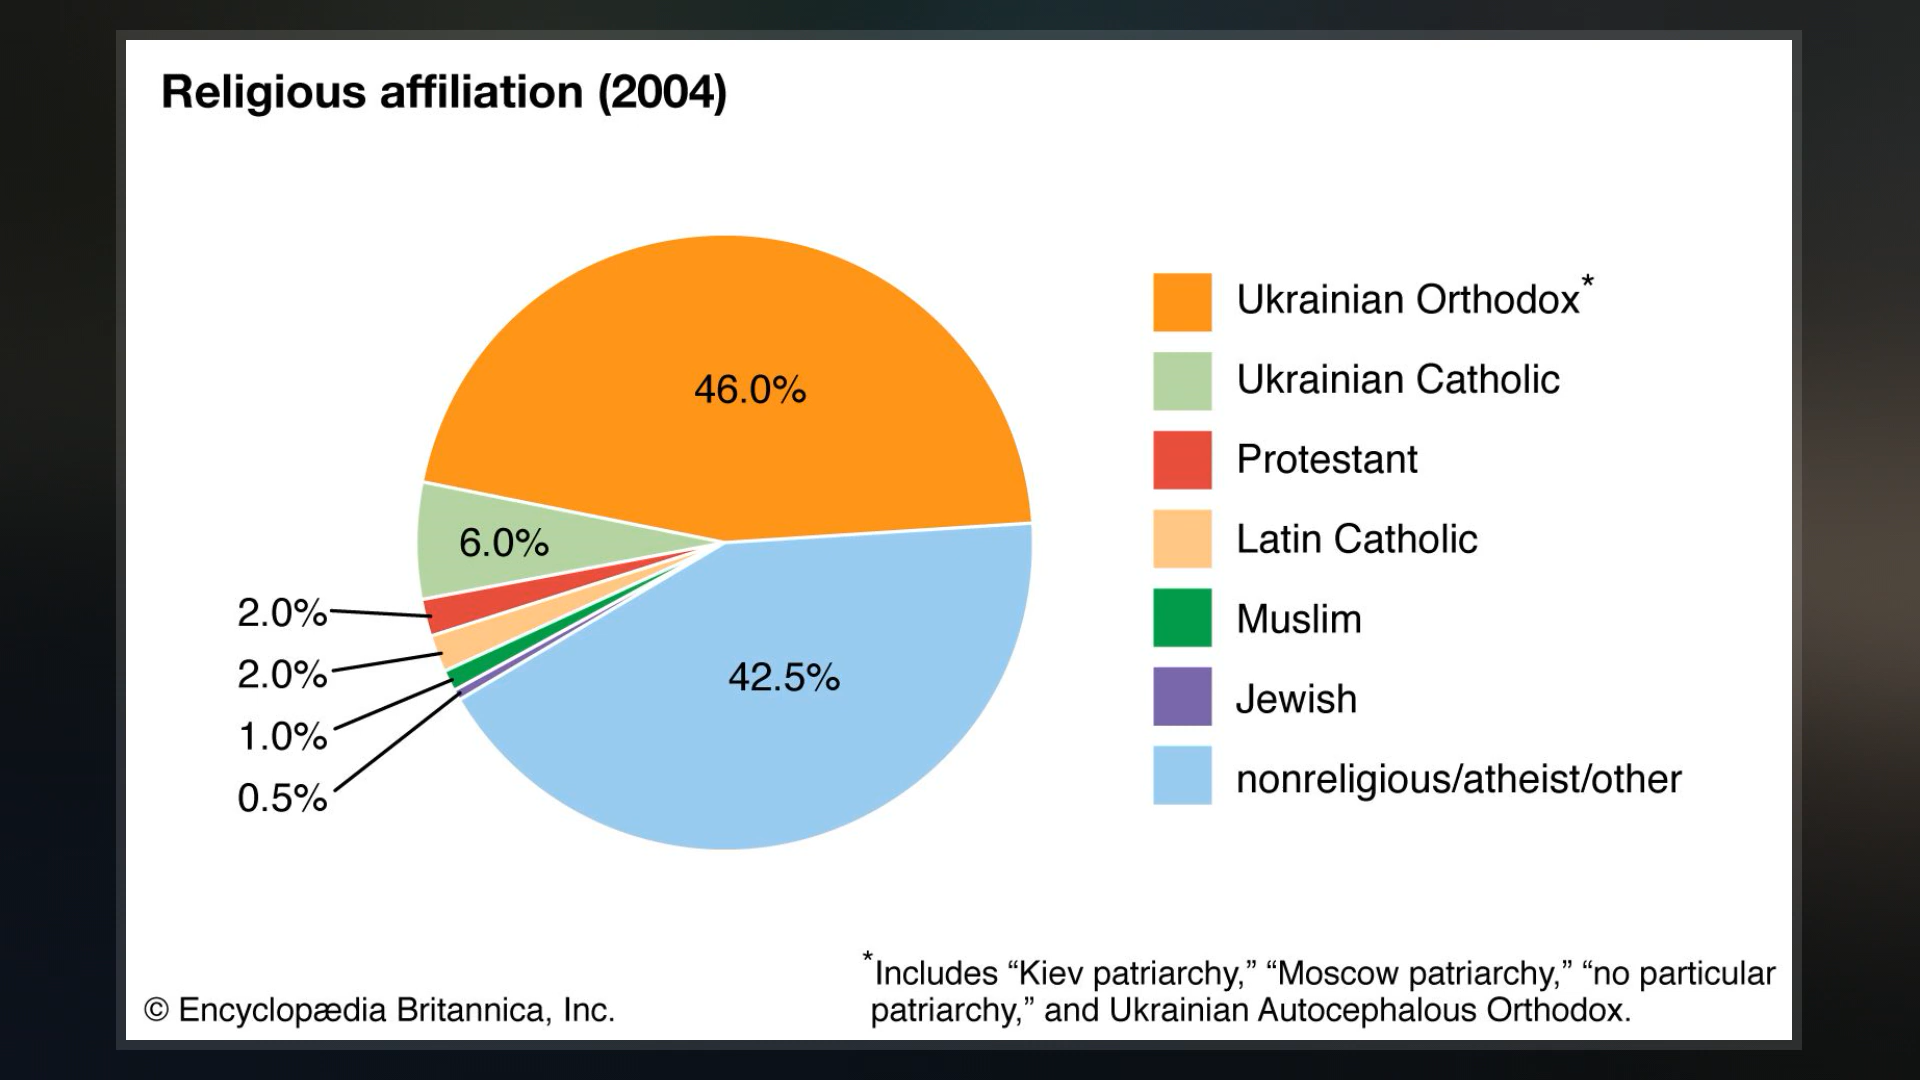 Religious affiliation (2004)
46.0%
6.0%
2.0%
2.0%
1.0%
0.5%
42.5%
Ukrainian Orthodox*
Ukrainian Catholic
Protestant
Latin Catholic
Muslim
Jewish
nonreligious/atheist/other
*Includes “Kiev patriarchy,” “Moscow patriarchy,” “no particular
patriarchy,” and Ukrainian Autocephalous Orthodox.
© Encyclopædia Britannica, Inc.